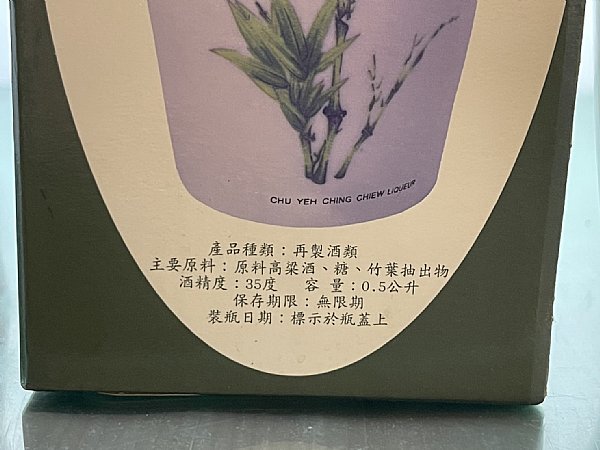 CHU YEH CHING CHIEW LIQUEUR
產品種類：再製酒類
主要原料：原料高粱酒、糖、竹葉抽出物
酒精度：35度 容 量：0.5公升
保存期限：無限期
裝瓶日期：標示於瓶蓋上